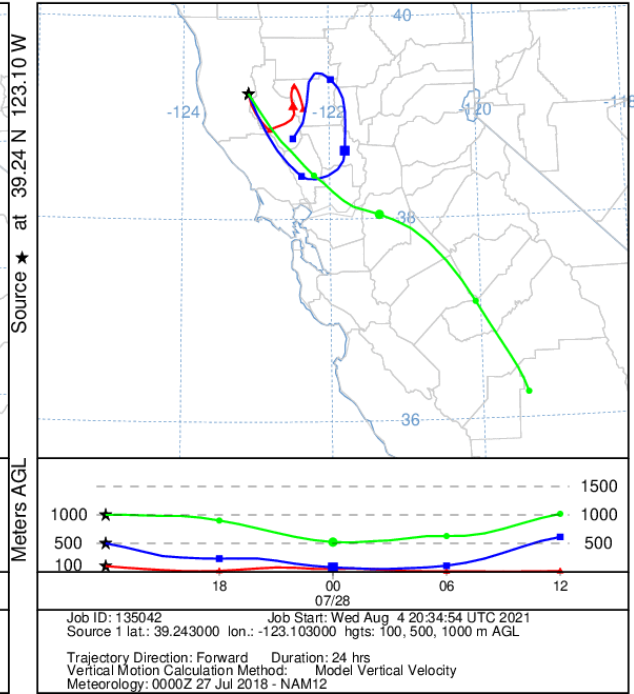 40
-124
-122
-120
38
36
Source ★ at 39.24 N 123.10 W
Meters AGL
1500
1000
1000
500
500
100
18
00
06
12
07/28
Job ID: 135042 Job Start: Wed Aug 4 20:34:54 UTC 2021
Source 1 lat.: 39.243000 lon.: -123.103000 hgts: 100, 500, 1000 m AGL
Trajectory Direction: Forward Duration: 24 hrs
Vertical Motion Calculation Method: Model Vertical Velocity
Meteorology: 0000Z 27 Jul 2018 - NAM12